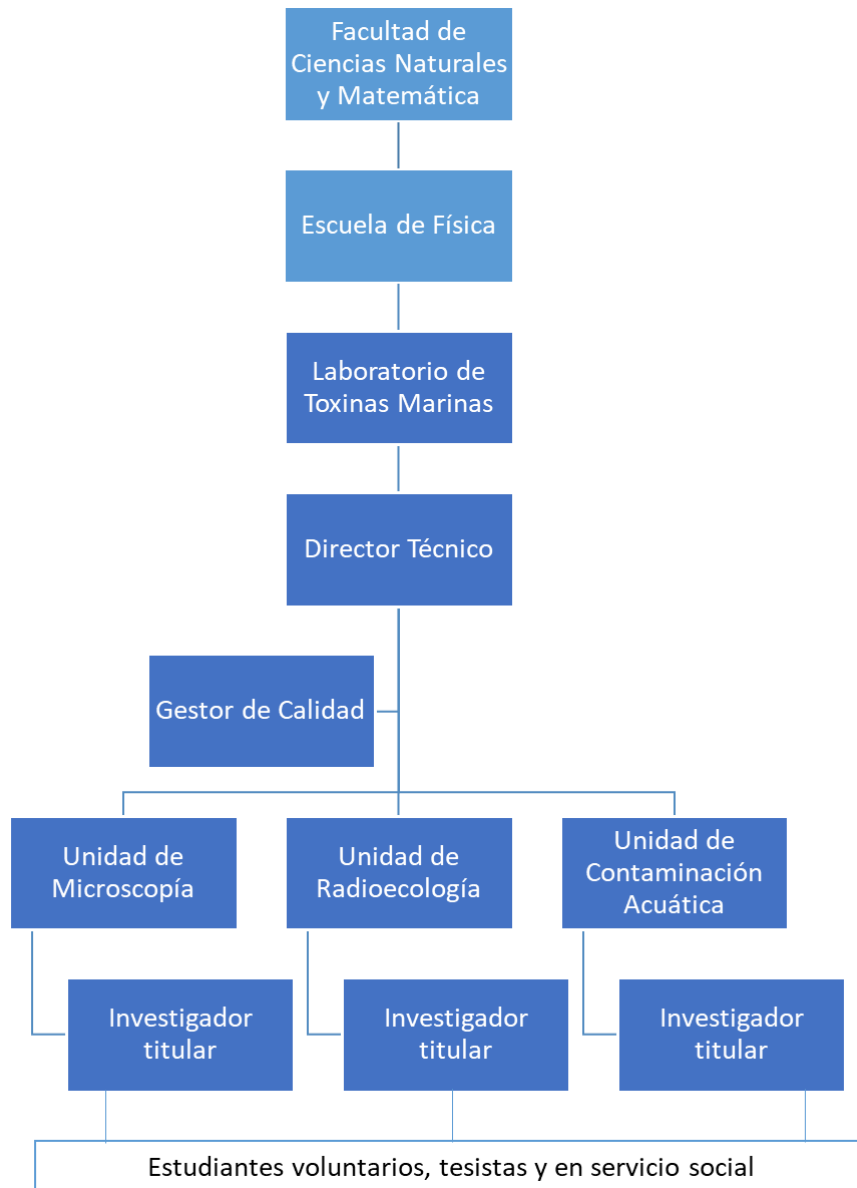 Facultad de
Ciencias Naturales
y Matemática
Escuela de Física
Laboratorio de
Toxinas Marinas
Director Técnico
Gestor de Calidad
Unidad de
Microscopía
Unidad de
Radioecología
Unidad de
Contaminación
Acuática
Investigador
titular
Investigador
titular
Investigador
titular
Estudiantes voluntarios, tesistas y en servicio social